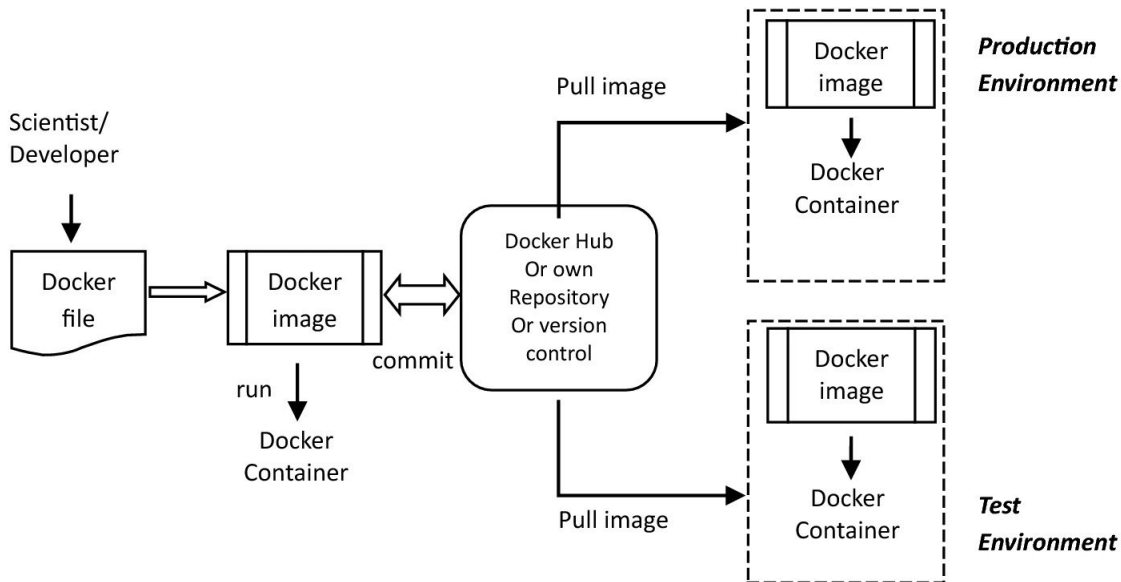 Scientist/
Developer
Docker
file
Docker
image
run
Docker
Container
commit
Docker Hub
Or own
Repository
Or version
control
Pull image
Docker
image
Docker
Container
Production
Environment
Pull image
Docker
image
Docker
Container
Test
Environment